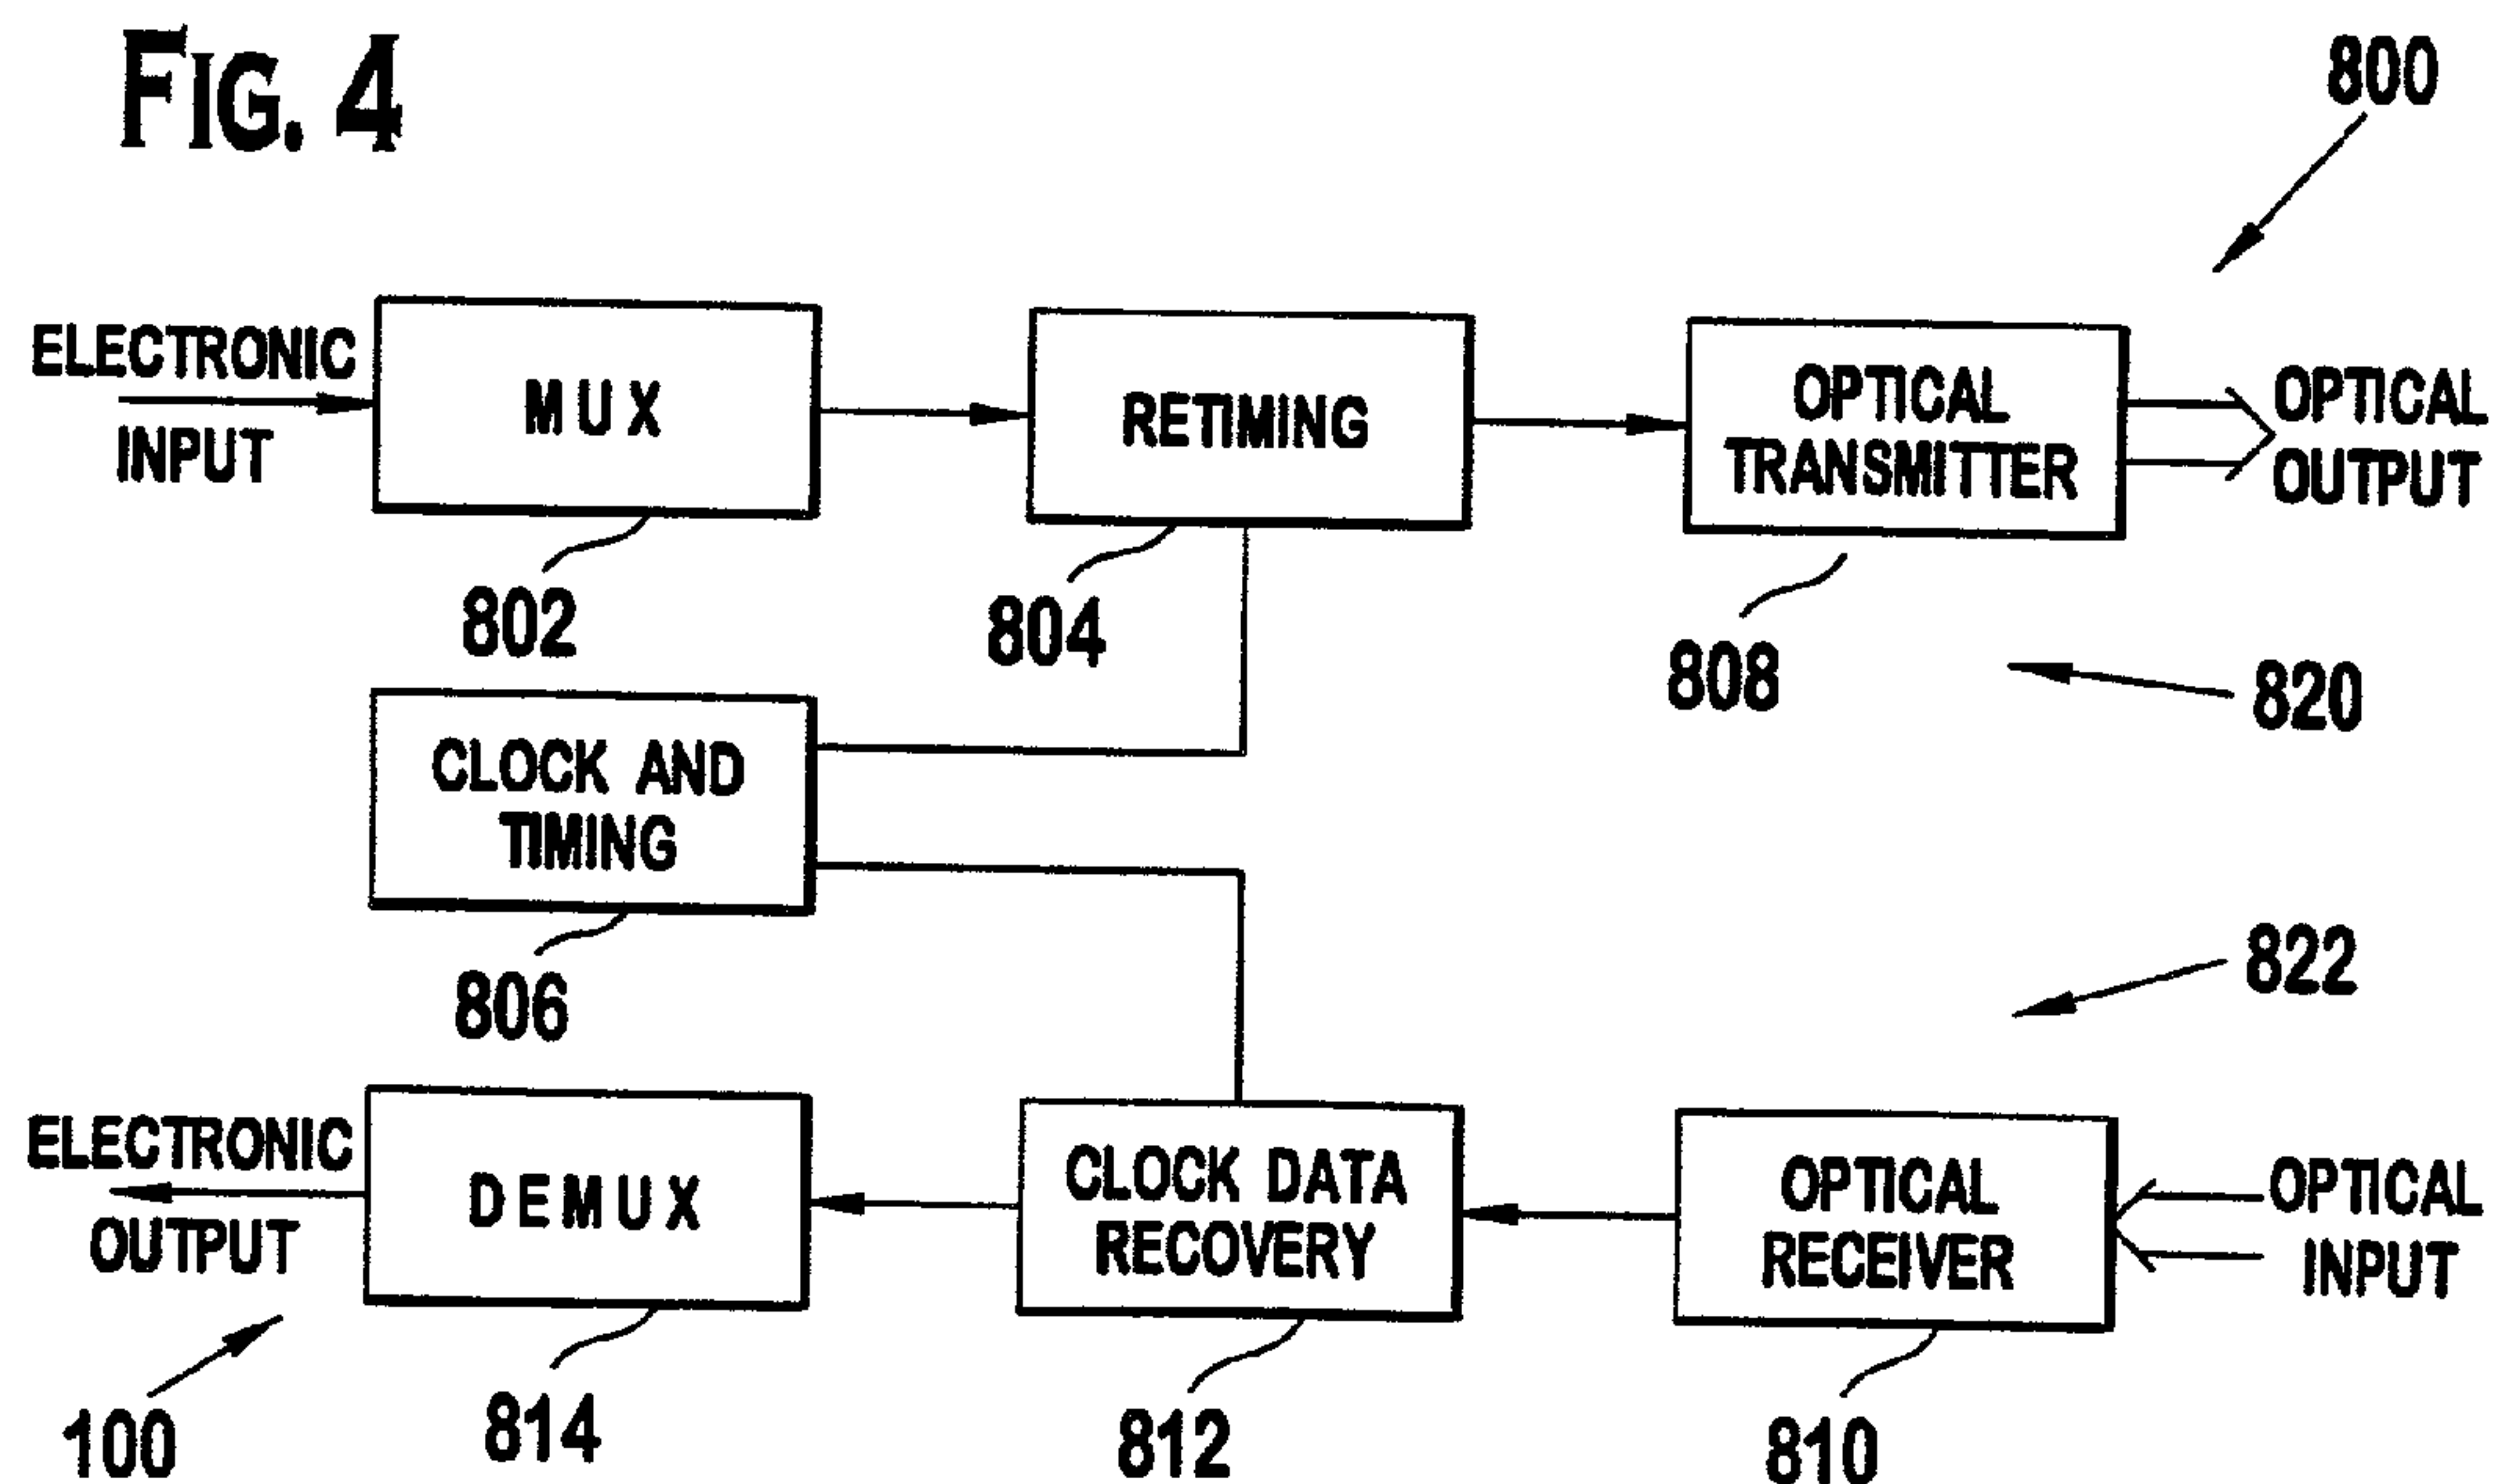 FIG. 4
800
ELECTRONIC
INPUT
MUX
RETIMING
OPTICAL
TRANSMITTER
OPTICAL
OUTPUT
802
804
808
820
CLOCK AND
TIMING
806
822
ELECTRONIC
OUTPUT
DEMUX
CLOCK DATA
RECOVERY
OPTICAL
RECEIVER
OPTICAL
INPUT
100
814
812
810